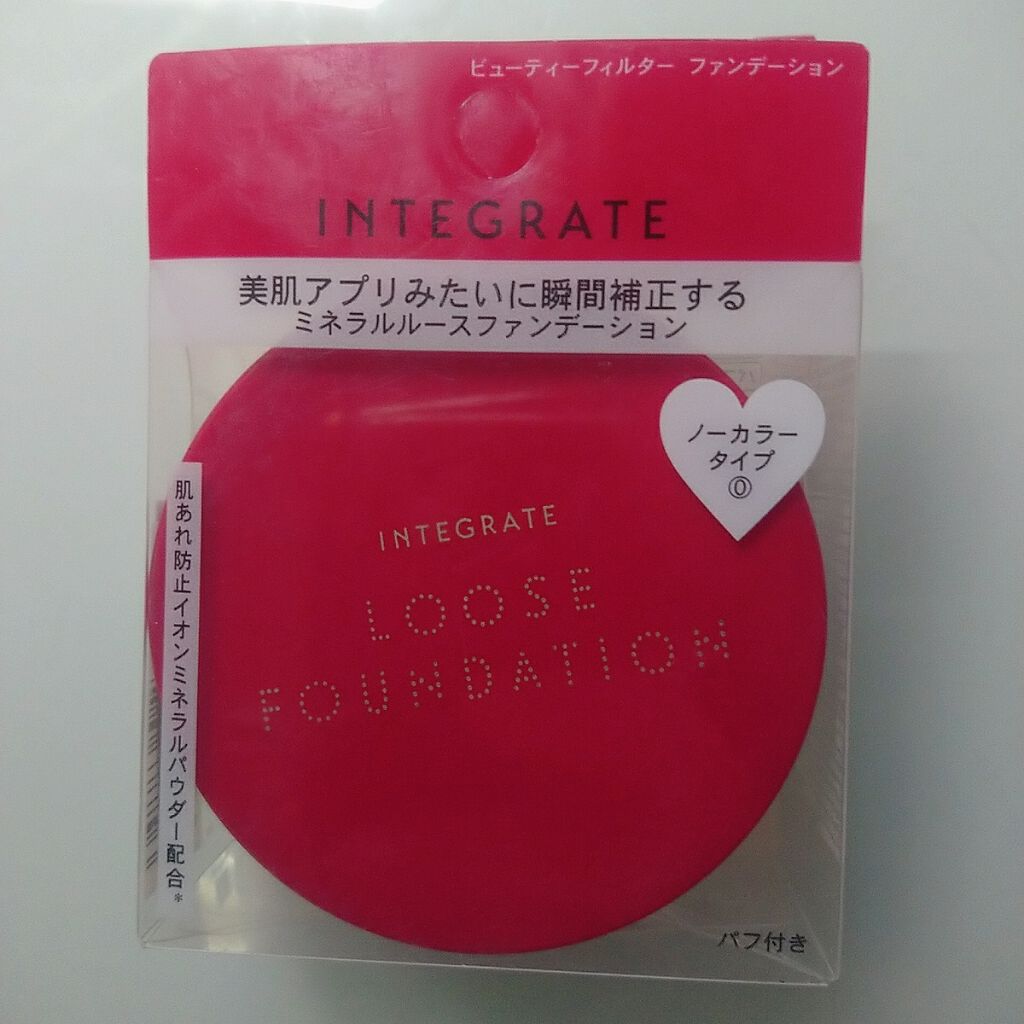 ビューティーフィルター ファンデーション
INTEGRATE
美肌アプリみたいに瞬間補正する
ミネラルルースファンデーション
ノーカラー
タイプ
⓪
INTEGRATE
LOOSE
FOUNDATION
肌あれ防止イオンミネラルパウダー配合*
パフ付き